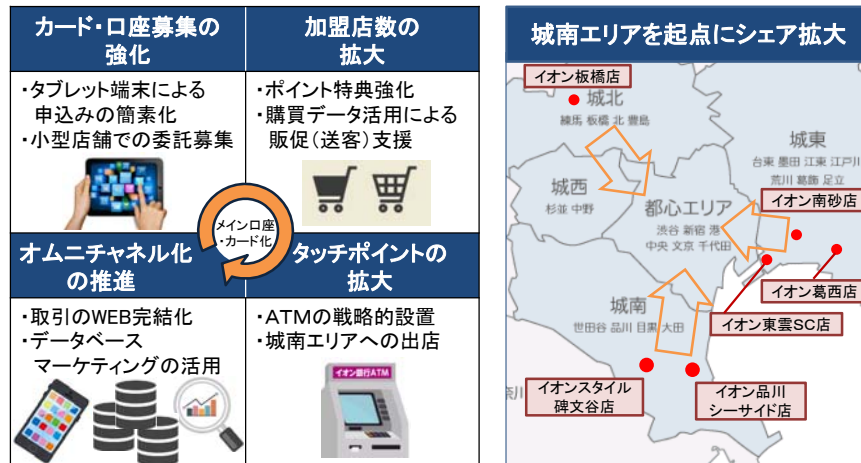 カード・口座募集の
強化
・タブレット端末による
申込みの簡素化
・小型店舗での委託募集
加盟店数の
拡大
・ポイント特典強化
・購買データ活用による
販促(送客)支援
メイン口座
・カード化
オムニチャネル化
の推進
・取引のWEB完結化
・データベース
マーケティングの活用
タッチポイントの
拡大
・ATMの戦略的設置
・城南エリアへの出店
イオン銀行ATM
城南エリアを起点にシェア拡大
イオン板橋店
城北
練馬 板橋 北 豊島
城東
台東 墨田 江東 江戸川
荒川 葛飾 足立
城西
杉並 中野
都心エリア
渋谷 新宿 港
中央 文京 千代田
イオン南砂店
イオン葛西店
イオン東雲SC店
城南
世田谷 品川 目黒 大田
イオンスタイル
碑文谷店
イオン品川
シーサイド店
奈川